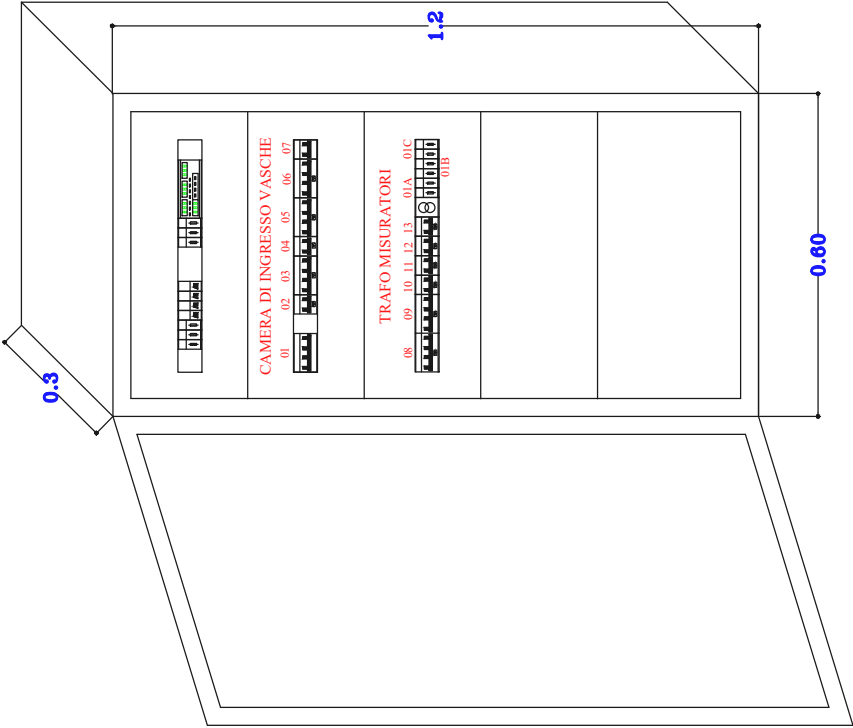 1.2
0.60
0.3
CAMERA DI INGRESSO VASCHE
01 02 03 04 05 06 07
TRAFO MISURATORI
08 09 10 11 12 13 01A 01C
01B